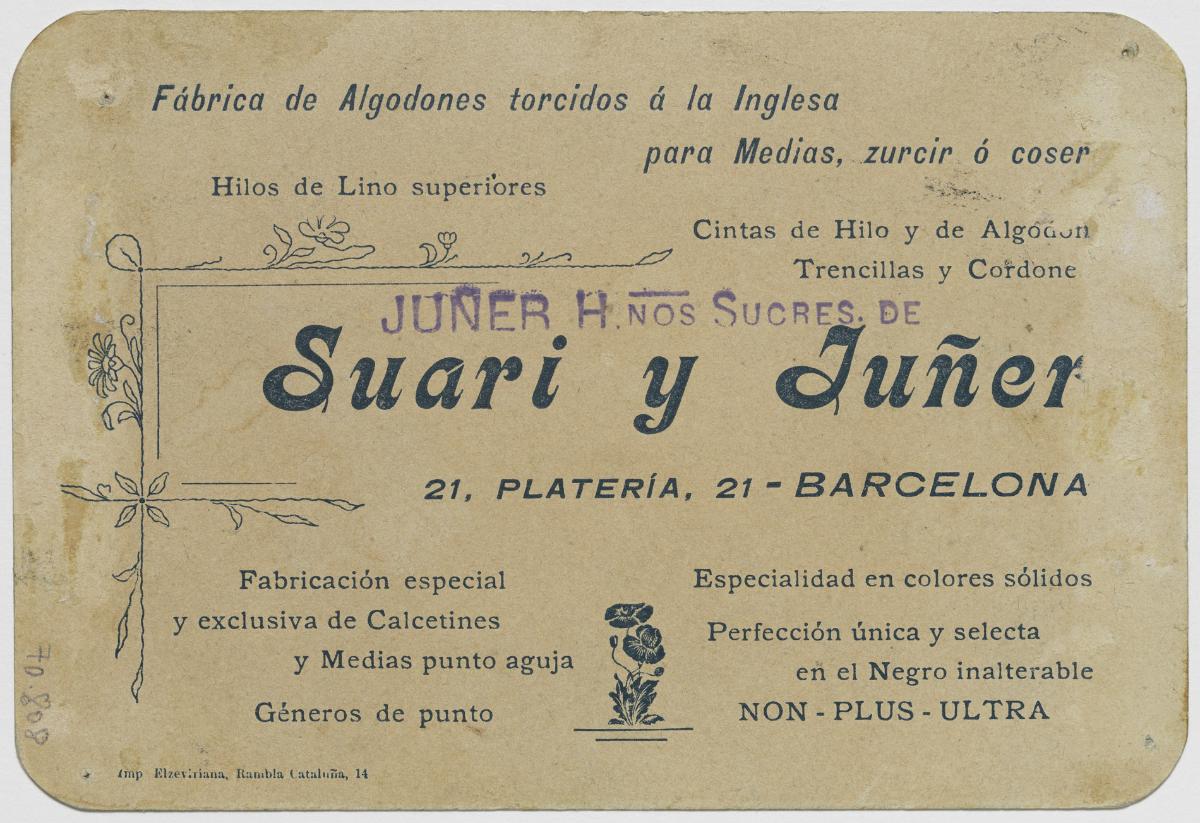 Fábrica de Algodones torcidos á la Inglesa
para Medias, zurcir ó coser
Hilos de Lino superiores
Cintas de Hilo y de Algodon
Trencillas y Cordone
JUÑER H.NOS SUCRES. DE
Suari y Juñer
21, PLATERÍA, 21 - BARCELONA
Fabricación especial
y exclusiva de Calcetines
y Medias punto aguja
Géneros de punto
Especialidad en colores sólidos
Perfección única y selecta
en el Negro inalterable
NON - PLUS - ULTRA
Imp Elzeviriana, Rambla Cataluña, 14
70.808